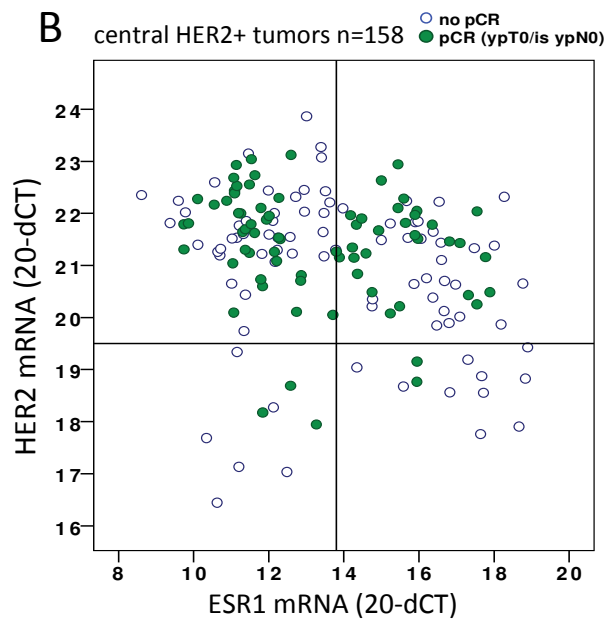 B central HER2+ tumors n=158
no pCR
pCR (ypT0/is ypN0)
HER2 mRNA (20-dCT)
24
23
22
21
20
19
18
17
16
8 10 12 14 16 18 20
ESR1 mRNA (20-dCT)